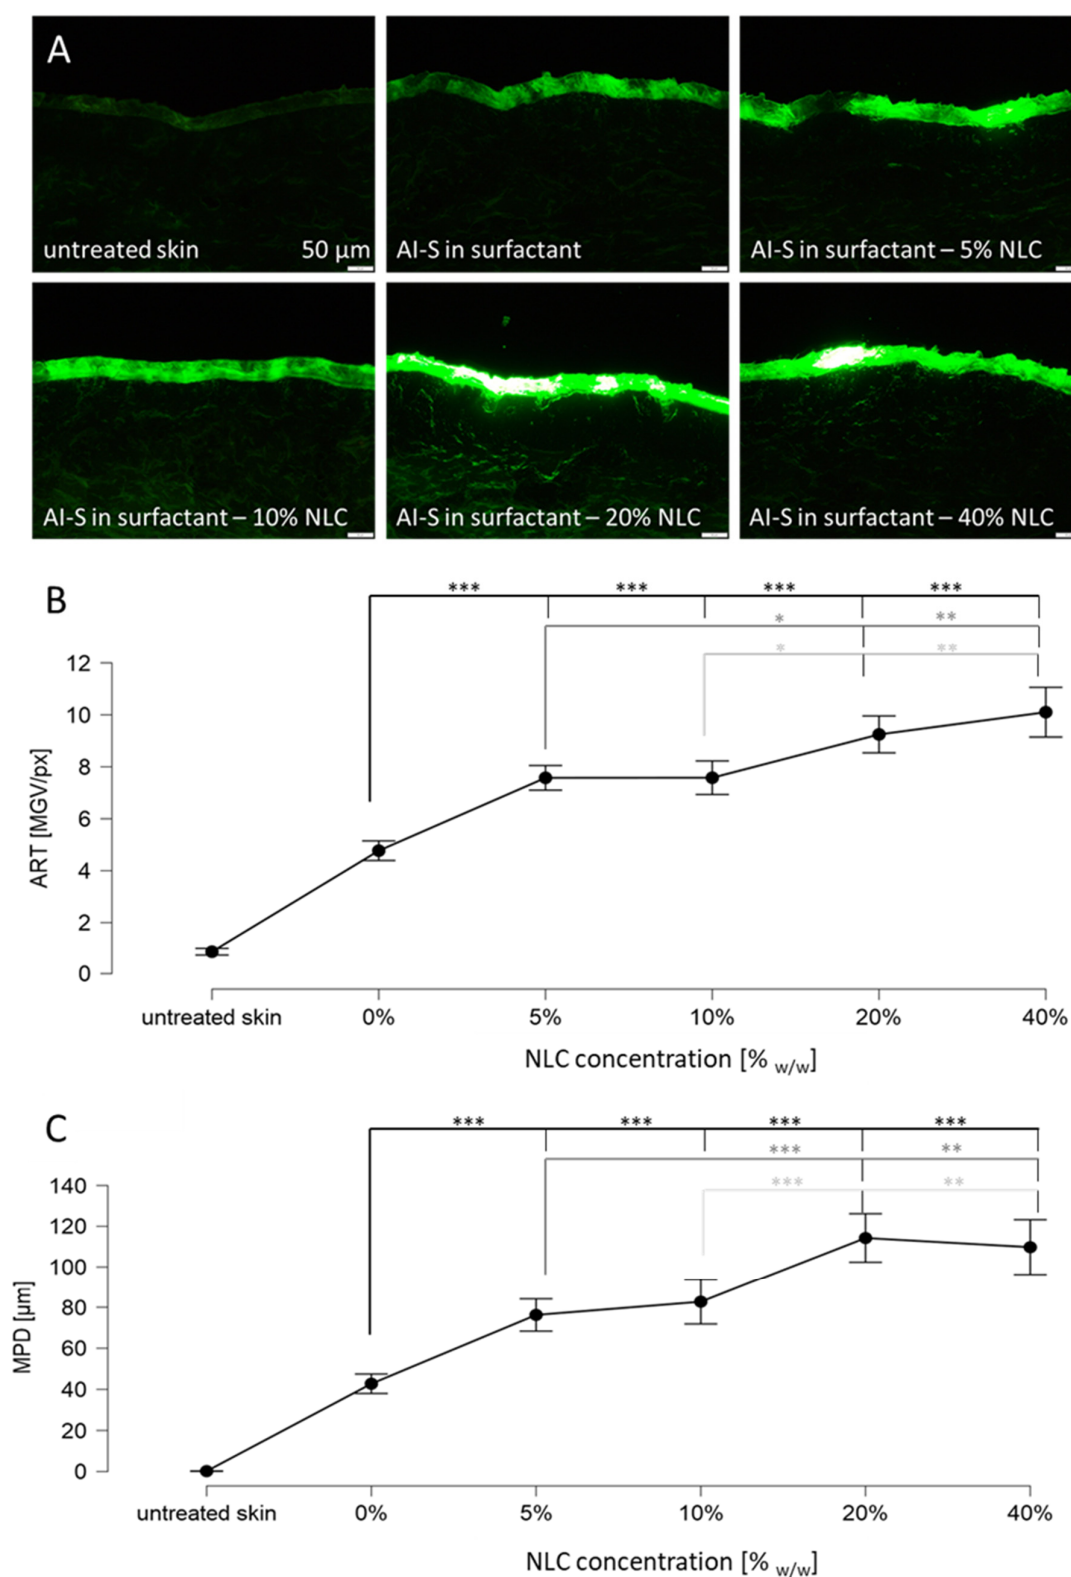 A
untreated skin
50 µm
AI-S in surfactant
AI-S in surfactant – 5% NLC
AI-S in surfactant – 10% NLC
AI-S in surfactant – 20% NLC
AI-S in surfactant – 40% NLC
B
*** *** *** ***
* **
* **
12
10
8
6
4
2
0
ART [MGV/px]
untreated skin 0% 5% 10% 20% 40%
NLC concentration [% w/w]
C
*** *** *** ***
*** **
*** **
140
120
100
80
60
40
20
0
MPD [µm]
untreated skin 0% 5% 10% 20% 40%
NLC concentration [% w/w]